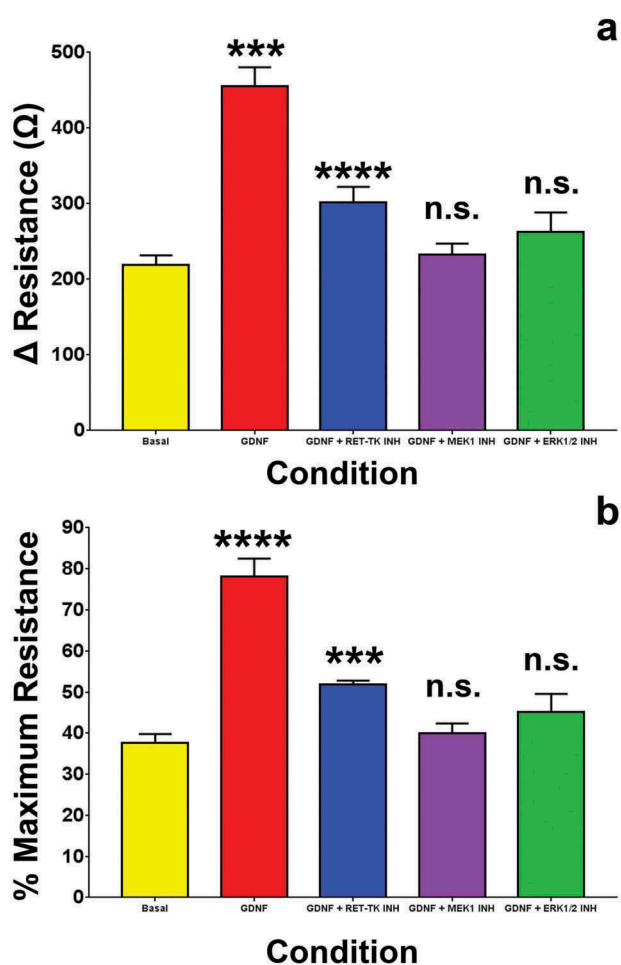 a
Δ Resistance (Ω)
500
400
300
200
100
0
***
****
n.s.
n.s.
Basal
GDNF
GDNF + RET-TK INH
GDNF + MEK1 INH
GDNF + ERK1/2 INH
Condition
b
% Maximum Resistance
90
80
70
60
50
40
30
20
10
0
****
***
n.s.
n.s.
Basal
GDNF
GDNF + RET-TK INH
GDNF + MEK1 INH
GDNF + ERK1/2 INH
Condition